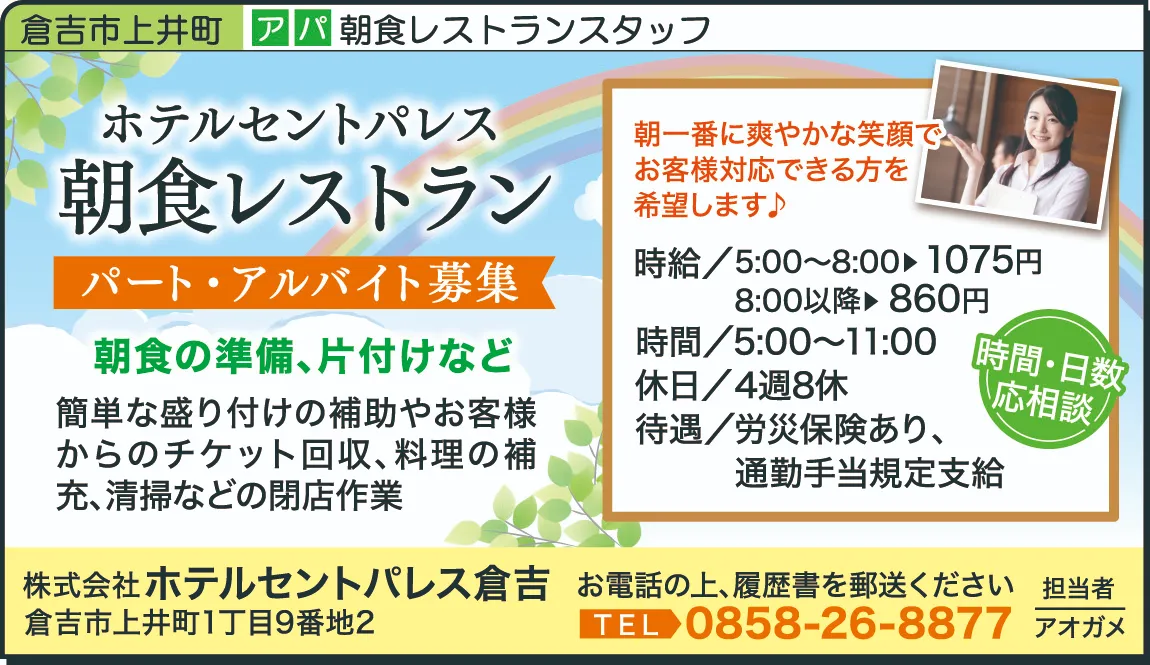 倉吉市上井町 アパ 朝食レストランスタッフ
ホテルセントパレス
朝食レストラン
パート・アルバイト募集
朝食の準備、片付けなど
簡単な盛り付けの補助やお客様
からのチケット回収、料理の補
充、清掃などの閉店作業
朝一番に爽やかな笑顔で
お客様対応できる方を
希望します♪
時給／5:00～8:00▶1075円
8:00以降▶860円
時間／5:00～11:00
休日／4週8休
待遇／労災保険あり、
通勤手当規定支給
時間・日数
応相談
株式会社ホテルセントパレス倉吉
倉吉市上井町1丁目9番地2
お電話の上、履歴書を郵送ください
TEL 0858-26-8877
担当者
アオガメ